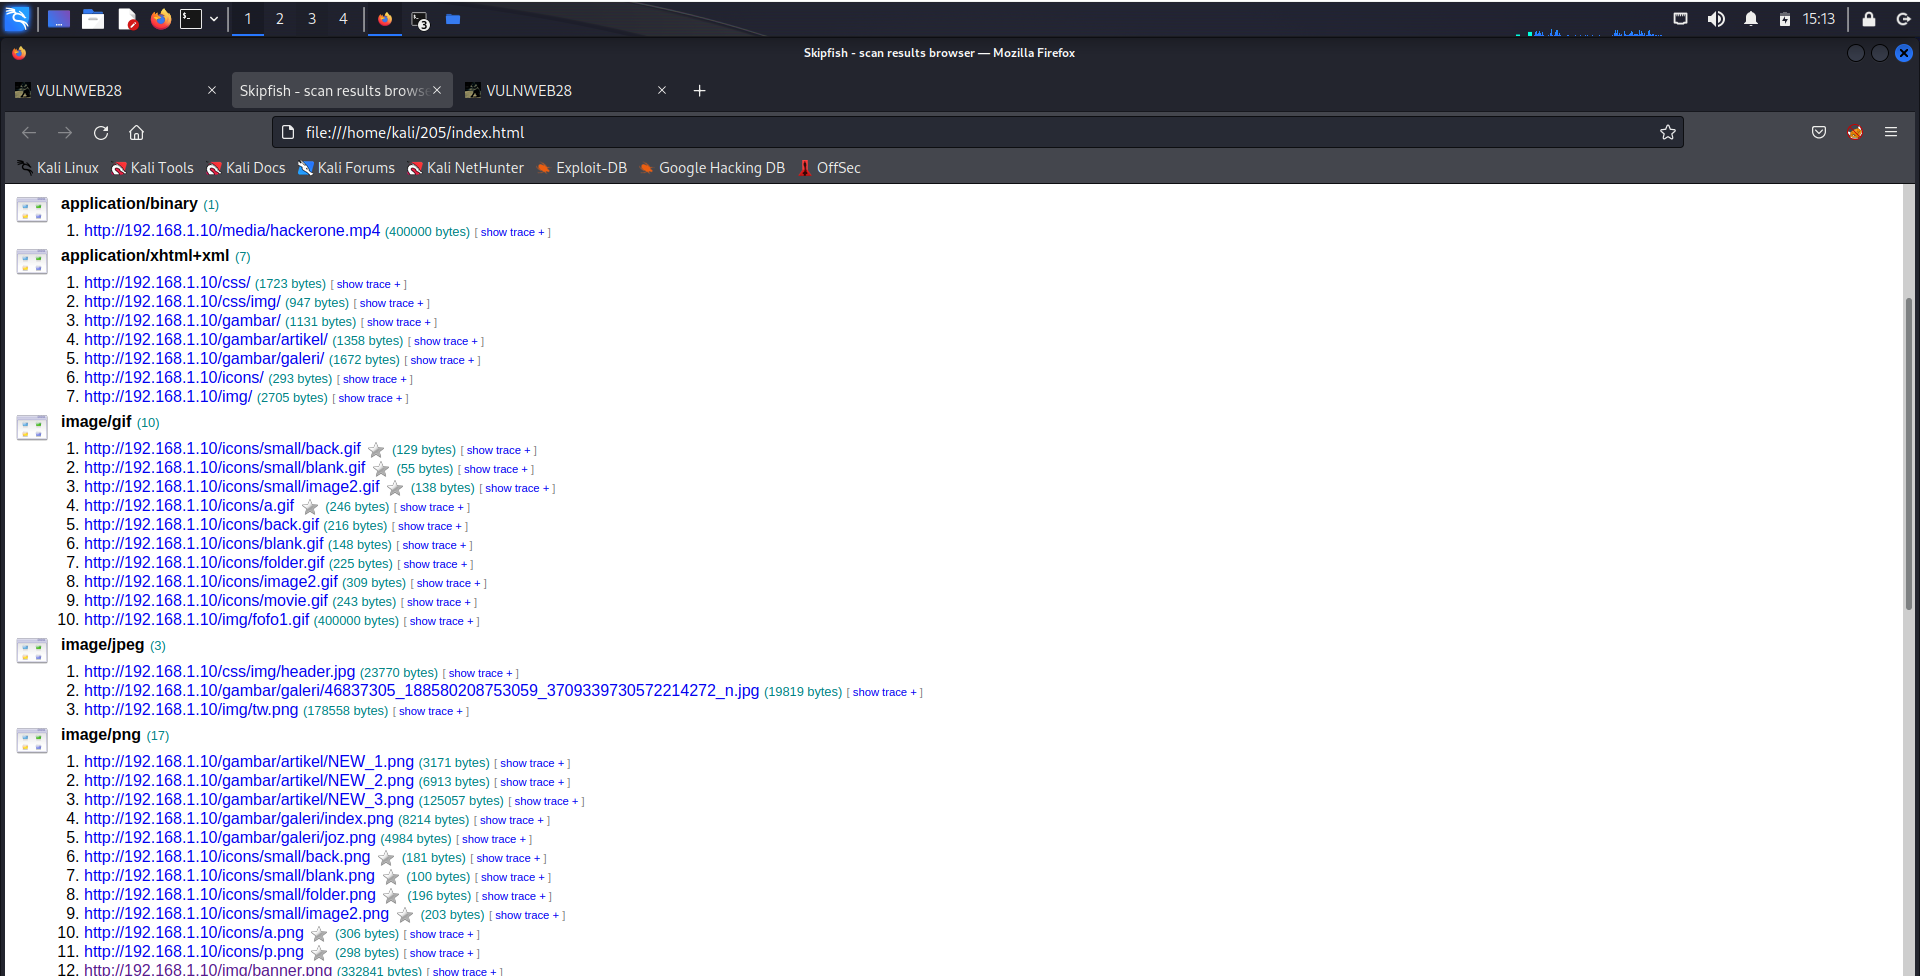 1 2 3 4 3 15:13
Skipfish - scan results browser — Mozilla Firefox
VULNWEB28 Skipfish - scan results brows VULNWEB28
file:///home/kali/205/index.html
Kali Linux Kali Tools Kali Docs Kali Forums Kali NetHunter Exploit-DB Google Hacking DB OffSec
application/binary (1)
1. http://192.168.1.10/media/hackerone.mp4 (400000 bytes) [ show trace + ]
application/xhtml+xml (7)
1. http://192.168.1.10/css/ (1723 bytes) [ show trace + ]
2. http://192.168.1.10/css/img/ (947 bytes) [ show trace + ]
3. http://192.168.1.10/gambar/ (1131 bytes) [ show trace + ]
4. http://192.168.1.10/gambar/artikel/ (1358 bytes) [ show trace + ]
5. http://192.168.1.10/gambar/galeri/ (1672 bytes) [ show trace + ]
6. http://192.168.1.10/icons/ (293 bytes) [ show trace + ]
7. http://192.168.1.10/img/ (2705 bytes) [ show trace + ]
image/gif (10)
1. http://192.168.1.10/icons/small/back.gif (129 bytes) [ show trace + ]
2. http://192.168.1.10/icons/small/blank.gif (55 bytes) [ show trace + ]
3. http://192.168.1.10/icons/small/image2.gif (138 bytes) [ show trace + ]
4. http://192.168.1.10/icons/a.gif (246 bytes) [ show trace + ]
5. http://192.168.1.10/icons/back.gif (216 bytes) [ show trace + ]
6. http://192.168.1.10/icons/blank.gif (148 bytes) [ show trace + ]
7. http://192.168.1.10/icons/folder.gif (225 bytes) [ show trace + ]
8. http://192.168.1.10/icons/image2.gif (309 bytes) [ show trace + ]
9. http://192.168.1.10/icons/movie.gif (243 bytes) [ show trace + ]
10. http://192.168.1.10/img/fofo1.gif (400000 bytes) [ show trace + ]
image/jpeg (3)
1. http://192.168.1.10/css/img/header.jpg (23770 bytes) [ show trace + ]
2. http://192.168.1.10/gambar/galeri/46837305_188580208753059_3709339730572214272_n.jpg (19819 bytes) [ show trace + ]
3. http://192.168.1.10/img/tw.png (178558 bytes) [ show trace + ]
image/png (17)
1. http://192.168.1.10/gambar/artikel/NEW_1.png (3171 bytes) [ show trace + ]
2. http://192.168.1.10/gambar/artikel/NEW_2.png (6913 bytes) [ show trace + ]
3. http://192.168.1.10/gambar/artikel/NEW_3.png (125057 bytes) [ show trace + ]
4. http://192.168.1.10/gambar/galeri/index.png (8214 bytes) [ show trace + ]
5. http://192.168.1.10/gambar/galeri/joz.png (4984 bytes) [ show trace + ]
6. http://192.168.1.10/icons/small/back.png (181 bytes) [ show trace + ]
7. http://192.168.1.10/icons/small/blank.png (100 bytes) [ show trace + ]
8. http://192.168.1.10/icons/small/folder.png (196 bytes) [ show trace + ]
9. http://192.168.1.10/icons/small/image2.png (203 bytes) [ show trace + ]
10. http://192.168.1.10/icons/a.png (306 bytes) [ show trace + ]
11. http://192.168.1.10/icons/p.png (298 bytes) [ show trace + ]
12. http://192.168.1.10/img/banner.png (332841 bytes) [ show trace + ]